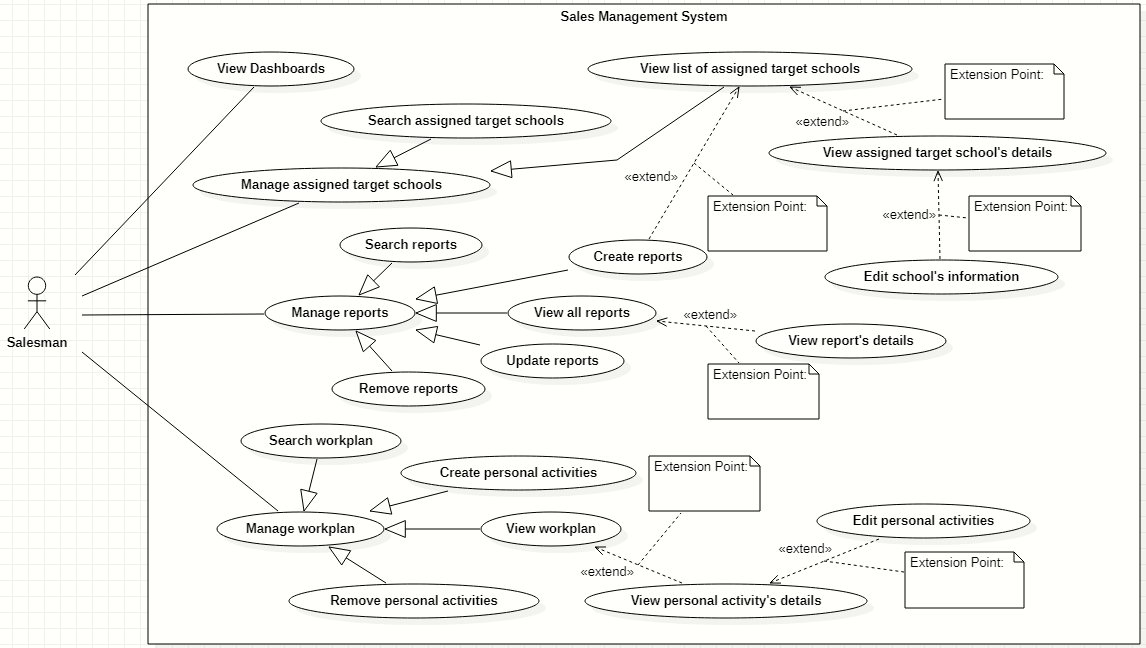 Sales Management System
View Dashboards
View list of assigned target schools
Extension Point:
Search assigned target schools
«extend»
View assigned target school's details
Manage assigned target schools
«extend»
Extension Point:
Extension Point:
«extend»
Search reports
Create reports
Edit school's information
Manage reports
View all reports
«extend»
Salesman
View report's details
Update reports
Extension Point:
Remove reports
Search workplan
Create personal activities
Extension Point:
Manage workplan
View workplan
Edit personal activities
«extend»
Extension Point:
«extend»
Remove personal activities
View personal activity's details